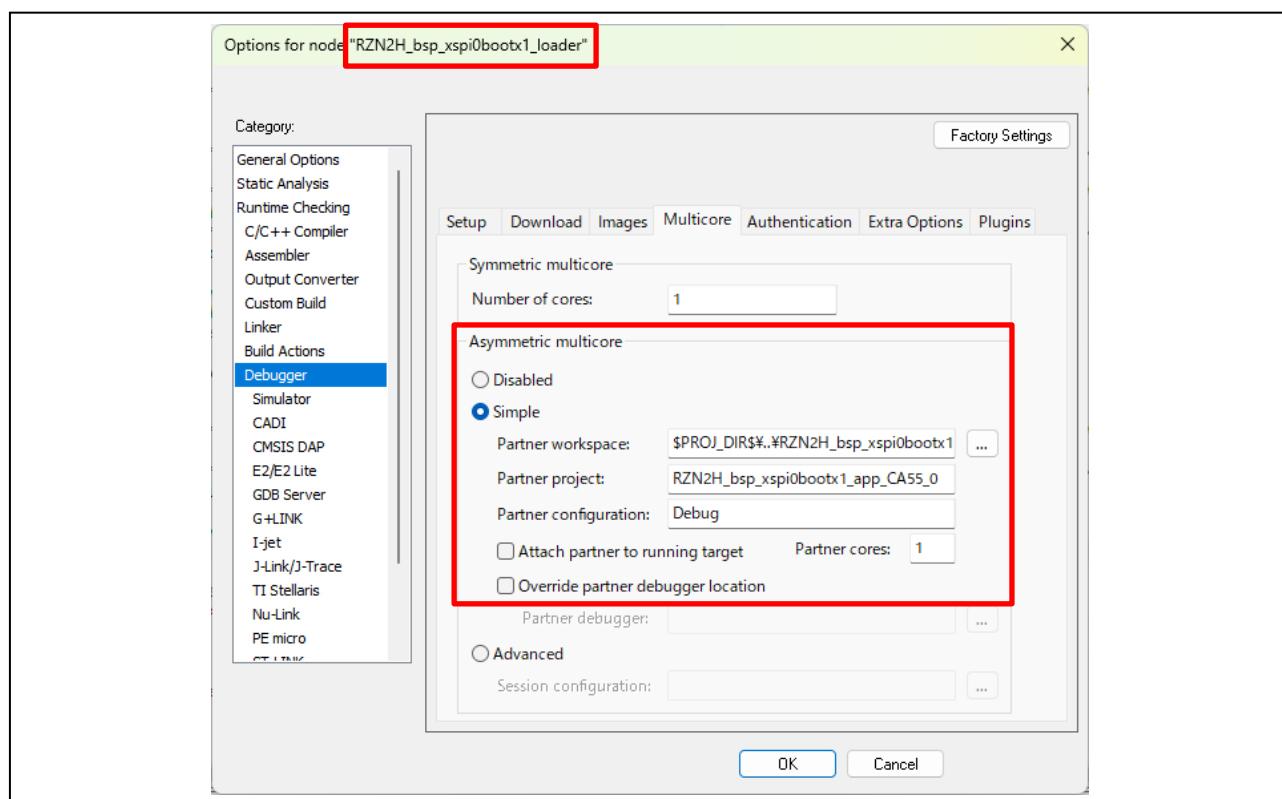 Options for node "RZN2H_bsp_xspi0bootx1_loader"
Category:
Factory Settings
General Options
Static Analysis
Runtime Checking
C/C++ Compiler
Assembler
Output Converter
Custom Build
Linker
Build Actions
Debugger
Simulator
CADI
CMSIS DAP
E2/E2 Lite
GDB Server
G+LINK
I-jet
J-Link/J-Trace
TI Stellaris
Nu-Link
PE micro
ST-LINK
Setup Download Images Multicore Authentication Extra Options Plugins
Symmetric multicore
Number of cores: 1
Asymmetric multicore
Disabled
Simple
Partner workspace: $PROJ_DIR$¥..¥RZN2H_bsp_xspi0bootx1 ...
Partner project: RZN2H_bsp_xspi0bootx1_app_CA55_0
Partner configuration: Debug
Attach partner to running target Partner cores: 1
Override partner debugger location
Partner debugger: ...
Advanced
Session configuration: ...
OK Cancel